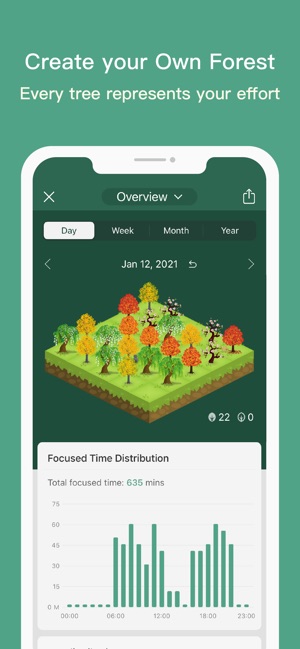 Create your Own Forest
Every tree represents your effort
Overview
Day Week Month Year
Jan 12, 2021
22 0
Focused Time Distribution
Total focused time: 635 mins
75
60
45
30
15
0 M
00:00 06:00 12:00 18:00 23:00